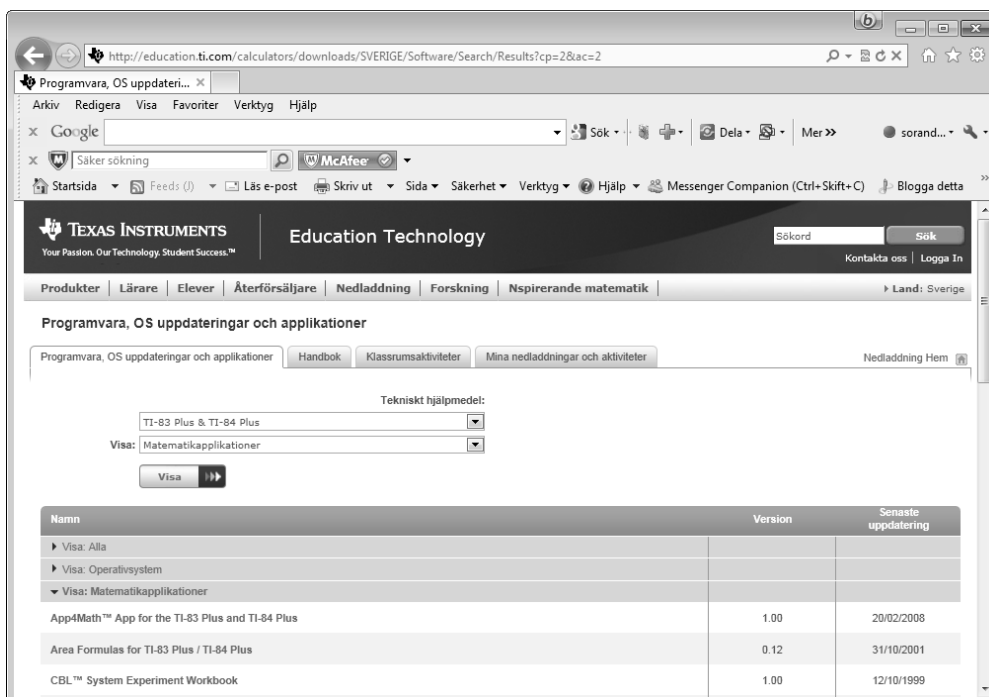 http://education.ti.com/calculators/downloads/SVERIGE/Software/Search/Results?cp=2&ac=2
Programvara, OS uppdateri...
Arkiv Redigera Visa Favoriter Verktyg Hjälp
Google Sök Dela Mer sorand...
Säker sökning McAfee
Startsida Feeds (J) Läs e-post Skriv ut Sida Säkerhet Verktyg Hjälp Messenger Companion (Ctrl+Skift+C) Blogga detta
TEXAS INSTRUMENTS
Your Passion. Our Technology. Student Success.™
Education Technology
Sökord Sök
Kontakta oss | Logga In
Produkter | Lärare | Elever | Återförsäljare | Nedladdning | Forskning | Nspirerande matematik | Land: Sverige
Programvara, OS uppdateringar och applikationer
Programvara, OS uppdateringar och applikationer Handbok Klassrumsaktiviteter Mina nedladdningar och aktiviteter Nedladdning Hem
Tekniskt hjälpmedel:
TI-83 Plus & TI-84 Plus
Visa: Matematikapplikationer
Visa
Namn Version Senaste uppdatering
Visa: Alla
Visa: Operativsystem
Visa: Matematikapplikationer
App4Math™ App for the TI-83 Plus and TI-84 Plus 1.00 20/02/2008
Area Formulas for TI-83 Plus / TI-84 Plus 0.12 31/10/2001
CBL™ System Experiment Workbook 1.00 12/10/1999